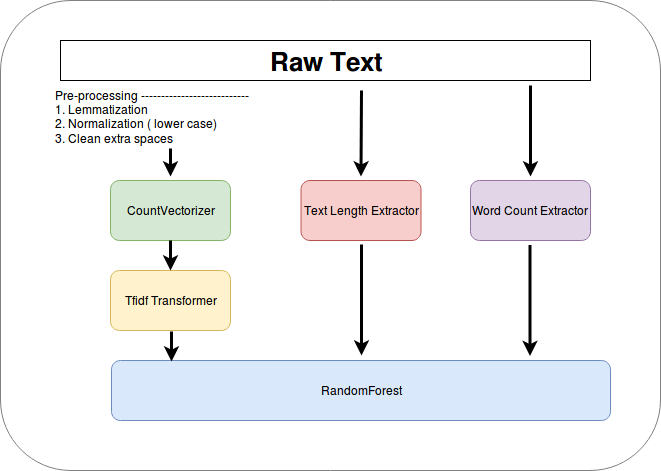 Raw Text
Pre-processing ---------------------------
1. Lemmatization
2. Normalization ( lower case)
3. Clean extra spaces
CountVectorizer
Text Length Extractor
Word Count Extractor
Tfidf Transformer
RandomForest